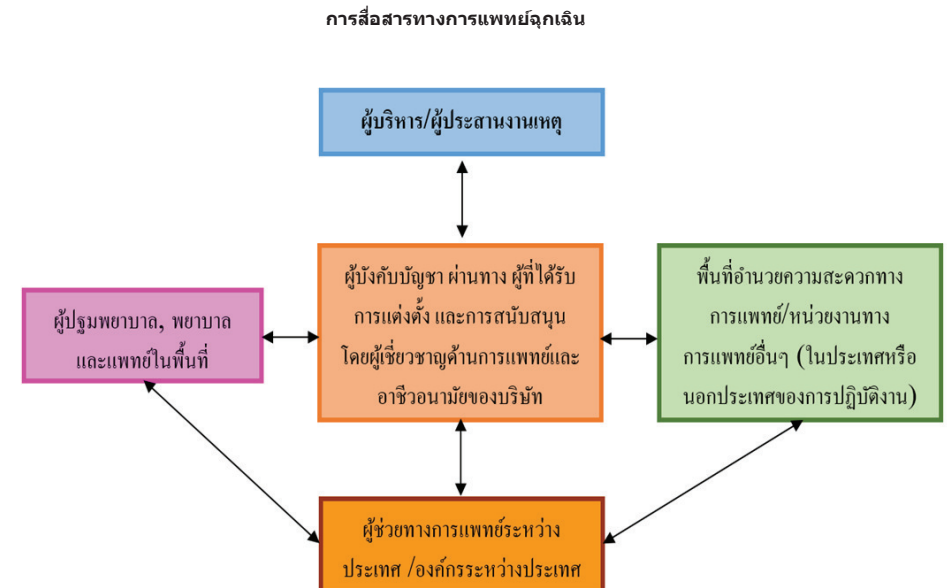 การสื่อสารทางการแพทย์ฉุกเฉิน
ผู้บริหาร/ผู้ประสานงานเหตุ
ผู้ปฐมพยาบาล, พยาบาล
และแพทย์ในพื้นที่
ผู้บังคับบัญชา ผ่านทาง ผู้ที่ได้รับ
การแต่งตั้ง และการสนับสนุน
โดยผู้เชี่ยวชาญด้านการแพทย์และ
อาชีวอนามัยของบริษัท
พื้นที่อำนวยความสะดวกทาง
การแพทย์/หน่วยงานทาง
การแพทย์อื่นๆ (ในประเทศหรือ
นอกประเทศของการปฏิบัติงาน)
ผู้ช่วยทางการแพทย์ระหว่าง
ประเทศ /องค์กรระหว่างประเทศ